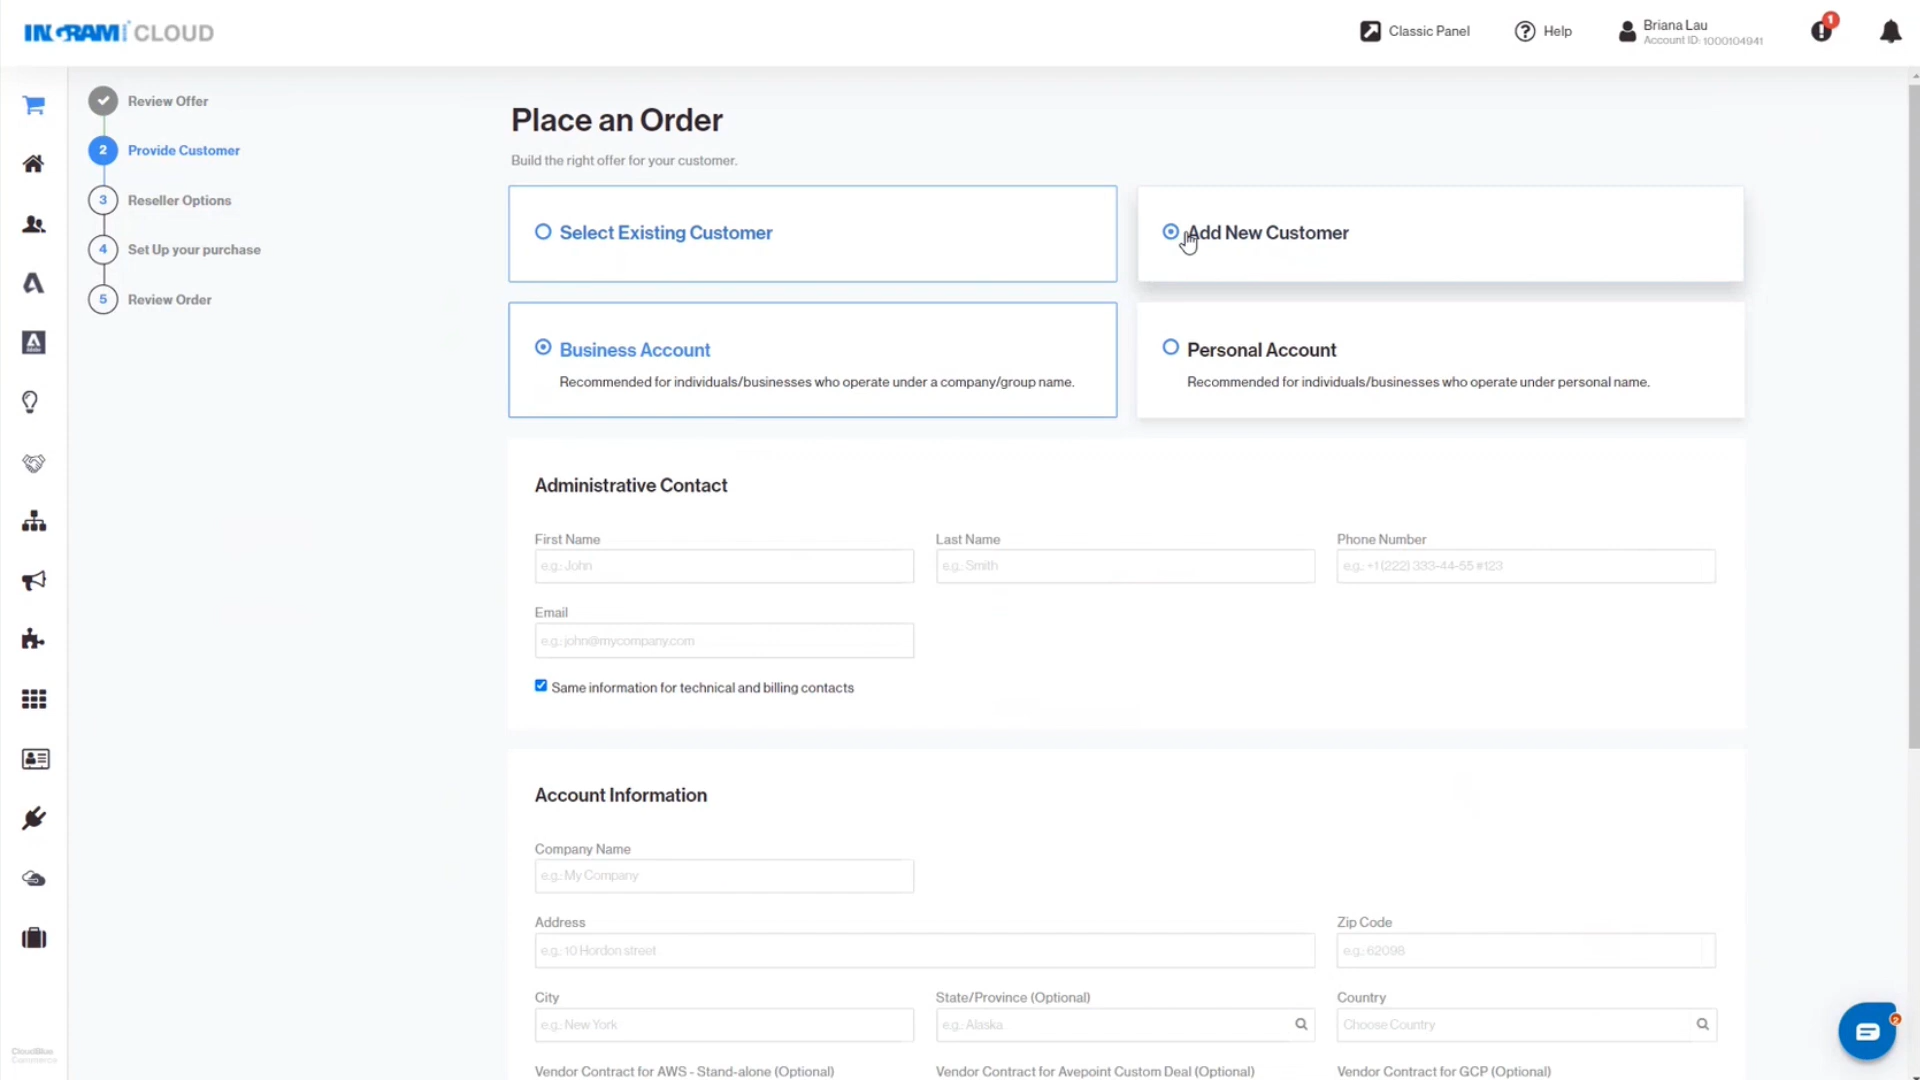 INGRAM CLOUD
Classic Panel
Help
Briana Lau
Account ID: 1000104941
1
Review Offer
2 Provide Customer
3 Reseller Options
4 Set Up your purchase
5 Review Order
Place an Order
Build the right offer for your customer.
Select Existing Customer
Add New Customer
Business Account
Recommended for individuals/businesses who operate under a company/group name.
Personal Account
Recommended for individuals/businesses who operate under personal name.
Administrative Contact
First Name
e.g.: John
Last Name
e.g.: Smith
Phone Number
e.g.: +1 (222) 333-44-55 #123
Email
e.g.: john@mycompany.com
Same information for technical and billing contacts
Account Information
Company Name
e.g.: My Company
Address
e.g.: 10 Hordon street
Zip Code
e.g.: 62098
City
e.g.: New York
State/Province (Optional)
e.g.: Alaska
Country
Choose Country
Vendor Contract for AWS - Stand-alone (Optional)
Vendor Contract for Avepoint Custom Deal (Optional)
Vendor Contract for GCP (Optional)
CloudBlue
Commerce
2